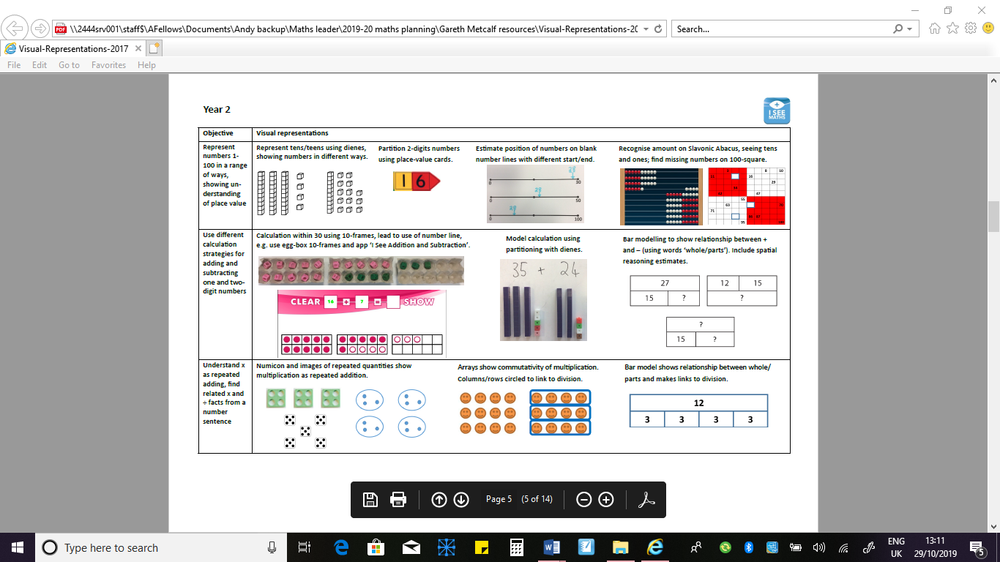 \\2444srv001\staff$\AFellows\Documents\Andy backup\Maths leader\2019-20 maths planning\Gareth Metcalf resources\Visual-Representations-20
Search...
Visual-Representations-2017
File Edit Go to Favorites Help
Year 2
I SEE
MATHS
Objective
Visual representations
Represent
numbers 1-
100 in a range
of ways,
showing un-
derstanding
of place value
Represent tens/teens using dienes,
showing numbers in different ways.
Partition 2-digits numbers
using place-value cards.
1 6
Estimate position of numbers on blank
number lines with different start/end.
28
0 30
28
0 50
28
0 100
Recognise amount on Slavonic Abacus, seeing tens
and ones; find missing numbers on 100-square.
8 10
16
29
47
55
63
71
95
Use different
calculation
strategies for
adding and
subtracting
one and two-
digit numbers
Calculation within 30 using 10-frames, lead to use of number line,
e.g. use egg-box 10-frames and app ‘I See Addition and Subtraction’.
CLEAR 16 + 7 = SHOW
Model calculation using
partitioning with dienes.
35 + 24
Bar modelling to show relationship between +
and – (using words ‘whole/parts’). Include spatial
reasoning estimates.
27
15 ?
12 15
?
?
15 ?
Understand x
as repeated
adding, find
related x and
÷ facts from a
number
sentence
Numicon and images of repeated quantities show
multiplication as repeated addition.
Arrays show commutativity of multiplication.
Columns/rows circled to link to division.
Bar model shows relationship between whole/
parts and makes links to division.
12
3 3 3 3
Page 5 (5 of 14)
Type here to search
ENG
UK
13:11
29/10/2019
5